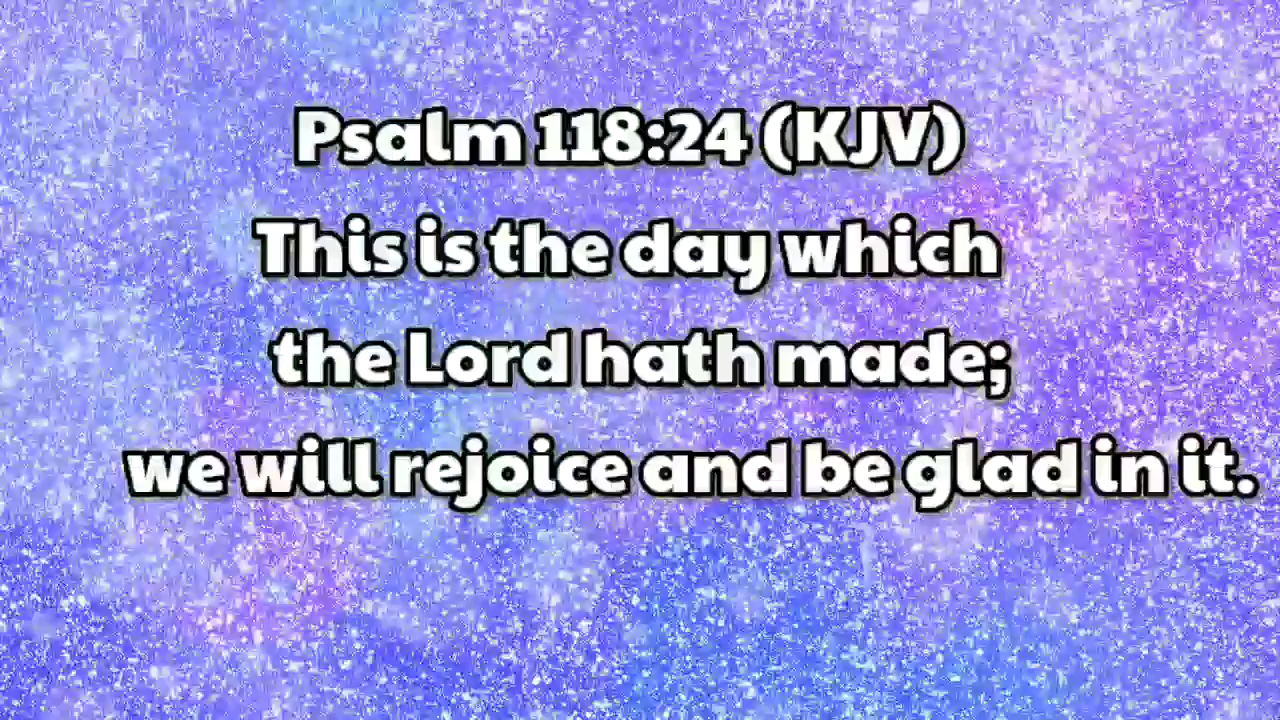 Psalm 118:24 (KJV)
This is the day which
the Lord hath made;
we will rejoice and be glad in it.